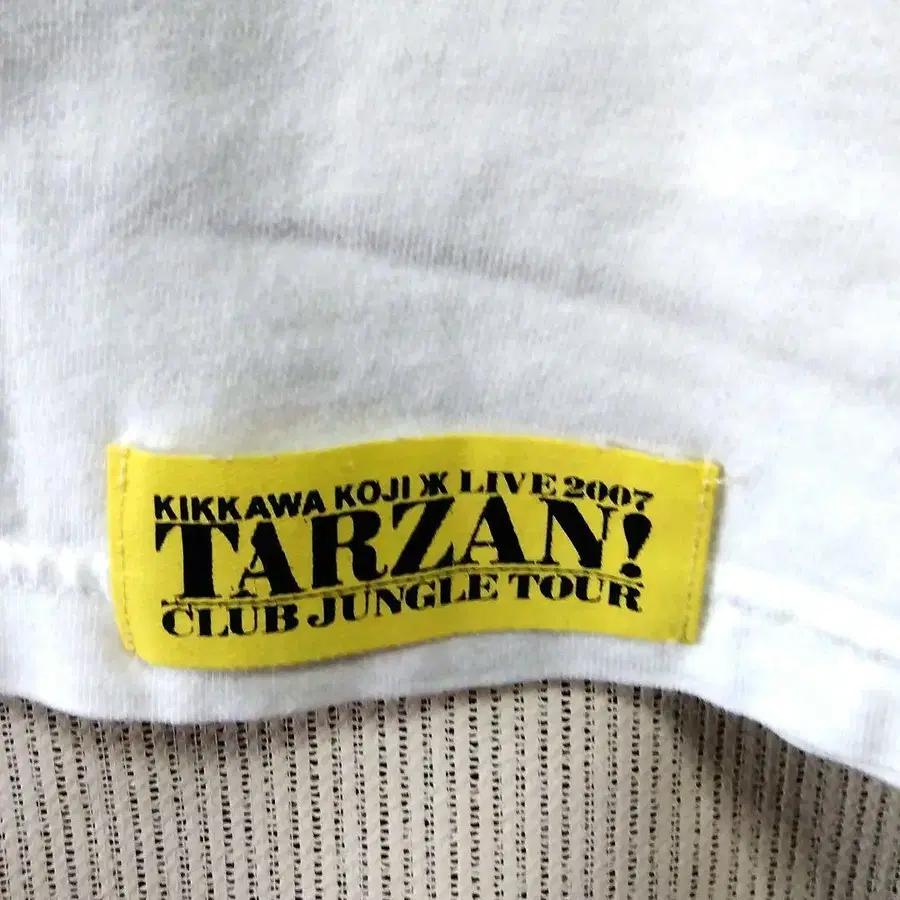 KIKKAWA KOJI Ж LIVE 2007
TARZAN!
CLUB JUNGLE TOUR